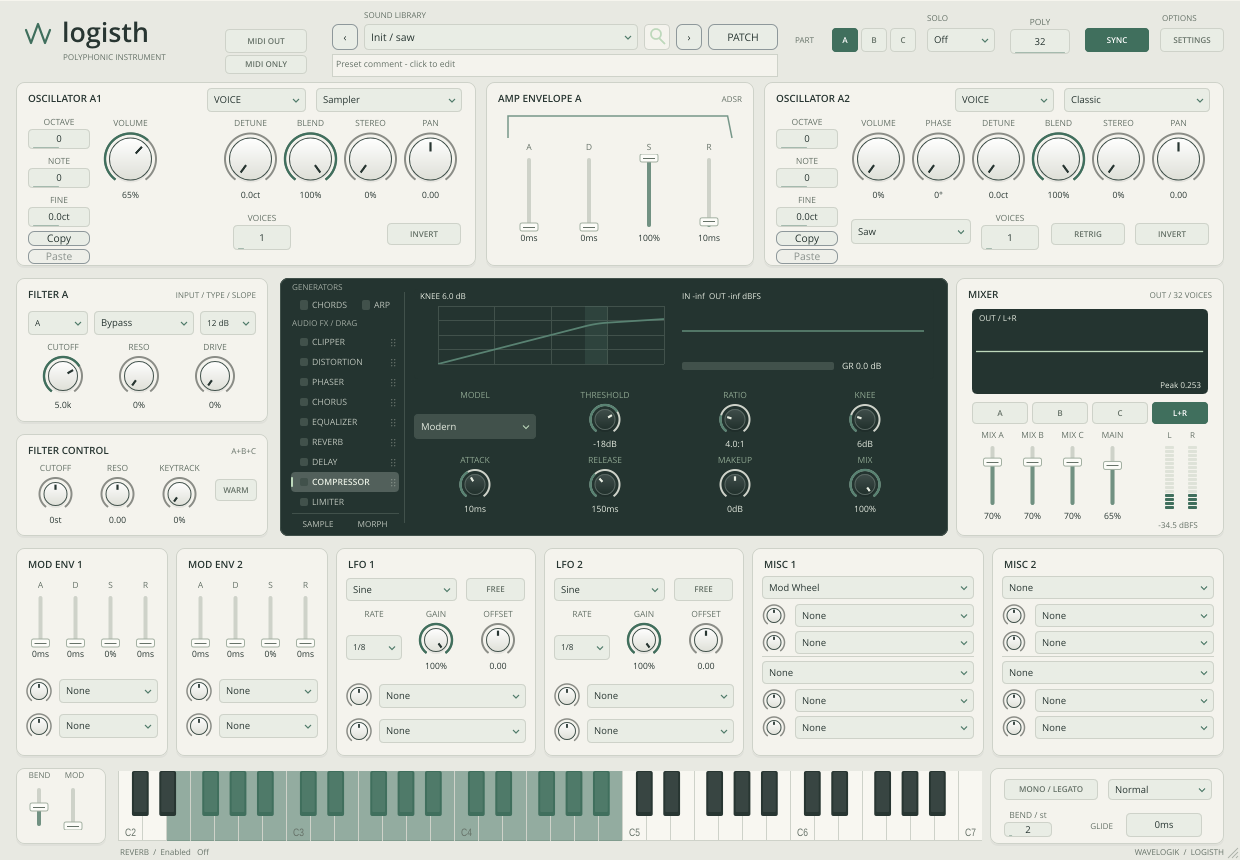 logisth
POLYPHONIC INSTRUMENT
MIDI OUT
MIDI ONLY
SOUND LIBRARY
‹ Init / saw › PATCH
Preset comment - click to edit
PART A B C
SOLO
Off
POLY
32
SYNC
OPTIONS
SETTINGS
OSCILLATOR A1 VOICE Sampler
OCTAVE
0
NOTE
0
FINE
0.0ct
Copy
Paste
VOLUME
65%
DETUNE BLEND STEREO PAN
0.0ct 100% 0% 0.00
VOICES
1
INVERT
AMP ENVELOPE A ADSR
A D S R
0ms 0ms 100% 10ms
OSCILLATOR A2 VOICE Classic
OCTAVE
0
NOTE
0
FINE
0.0ct
Copy
Paste
VOLUME PHASE DETUNE BLEND STEREO PAN
0% 0° 0.0ct 100% 0% 0.00
Saw
VOICES
1
RETRIG INVERT
FILTER A INPUT / TYPE / SLOPE
A Bypass 12 dB
CUTOFF RESO DRIVE
5.0k 0% 0%
FILTER CONTROL A+B+C
CUTOFF RESO KEYTRACK
WARM
0st 0.00 0%
GENERATORS
CHORDS ARP
AUDIO FX / DRAG
CLIPPER
DISTORTION
PHASER
CHORUS
EQUALIZER
REVERB
DELAY
COMPRESSOR
LIMITER
SAMPLE MORPH
KNEE 6.0 dB
IN -inf OUT -inf dBFS
GR 0.0 dB
MODEL THRESHOLD RATIO KNEE
Modern
-18dB 4.0:1 6dB
ATTACK RELEASE MAKEUP MIX
10ms 150ms 0dB 100%
MIXER OUT / 32 VOICES
OUT / L+R
Peak 0.253
A B C L+R
MIX A MIX B MIX C MAIN L R
70% 70% 70% 65%
-34.5 dBFS
MOD ENV 1
A D S R
0ms 0ms 0% 0ms
None
None
MOD ENV 2
A D S R
0ms 0ms 0% 0ms
None
None
LFO 1
Sine FREE
RATE GAIN OFFSET
1/8
100% 0.00
None
None
LFO 2
Sine FREE
RATE GAIN OFFSET
1/8
100% 0.00
None
None
MISC 1
Mod Wheel
None
None
None
None
None
MISC 2
None
None
None
None
None
None
BEND MOD
C2 C3 C4 C5 C6 C7
MONO / LEGATO Normal
BEND / st
2
GLIDE 0ms
REVERB / Enabled Off
WAVELOGIK / LOGISTH